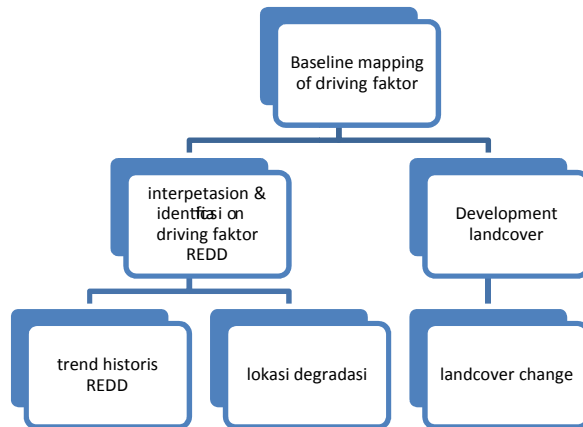 Baseline mapping
of driving faktor
interpetasion &
identifiasi on
driving faktor
REDD
Development
landcover
trend historis
REDD
lokasi degradasi
landcover change